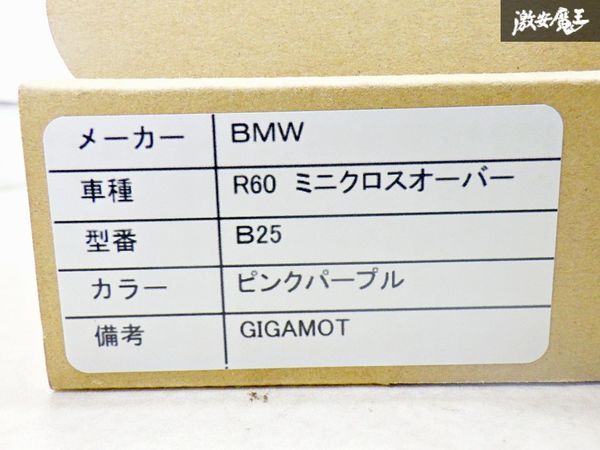 激安魔王
メーカー BMW
車種 R60 ミニクロスオーバー
型番 B25
カラー ピンクパープル
備考 GIGAMOT